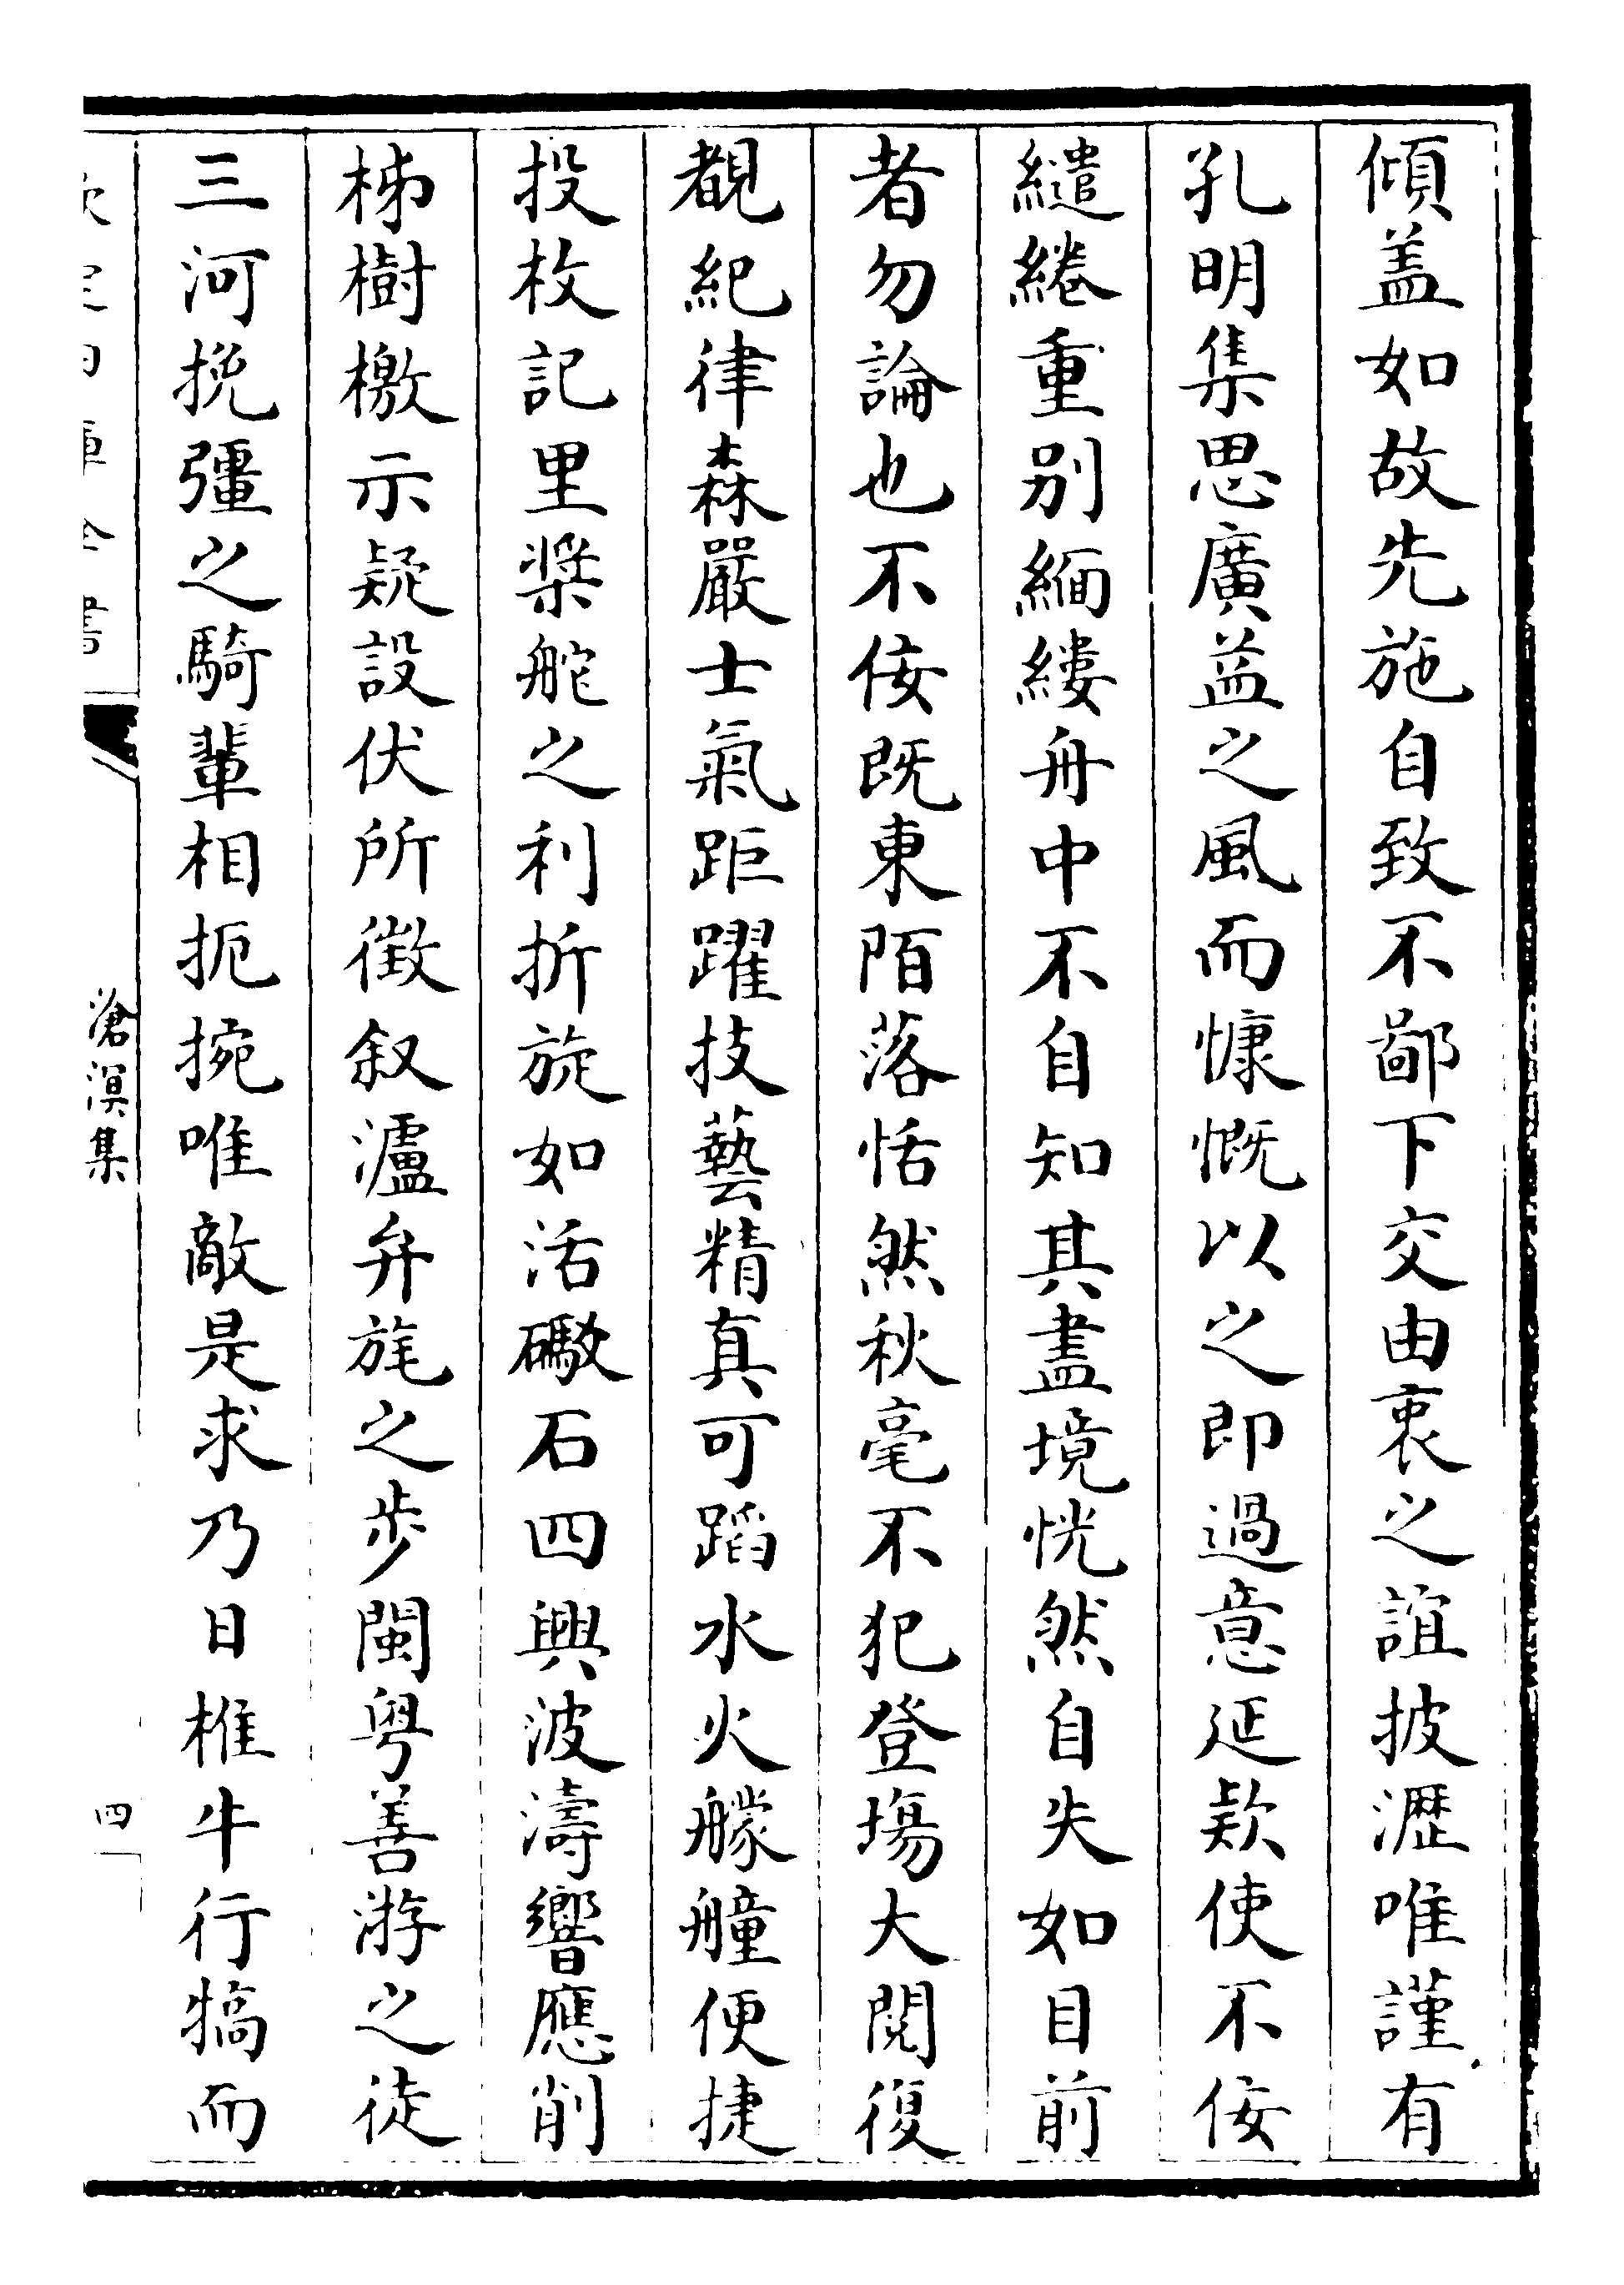 傾盖如故先施自致不鄙下交由衷之誼披瀝唯謹有
孔明集思廣益之風而慷慨以之即過意延欵使不佞
繾綣重别緬縷舟中不自知其盡境恍然自失如目前
者勿論也不佞既東陌落恬然秋毫不犯登塲大閱復
覩紀律森嚴士氣距躍技藝精真可蹈水火艨艟便捷
投枚記里槳舵之利折旋如活礮石四興波濤響應削
梯樹檄示疑設伏所徴叙瀘弁旄之步閩粤善游之徒
三河挽彊之騎輩相扼捥唯敵是求乃日椎牛行犒而
欽定四庫全書
滄溟集
四